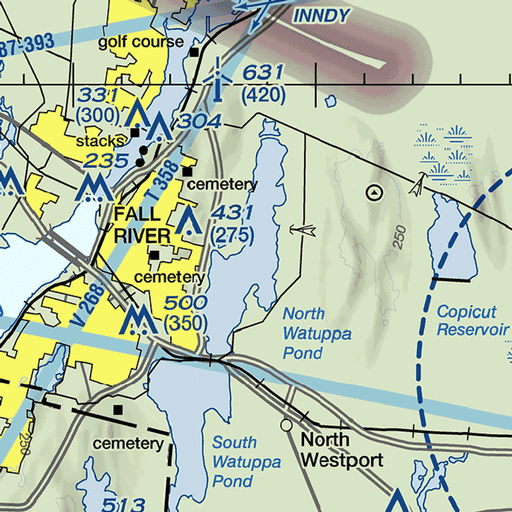 INNDY
golf course
87-393
631
(420)
331
(300)
304
stacks
235
T 358
cemetery
FALL
RIVER
431
(275)
250
cemetery
V 268
500
(350)
North
Watuppa
Pond
Copicut
Reservoir
cemetery
250
South
Watuppa
Pond
North
Westport
513